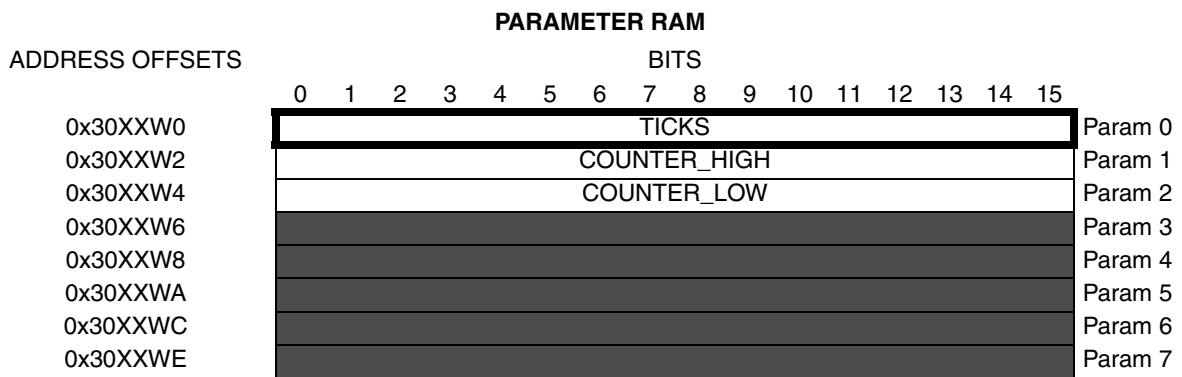 PARAMETER RAM
ADDRESS OFFSETS BITS
0 1 2 3 4 5 6 7 8 9 10 11 12 13 14 15
0x30XXW0 TICKS Param 0
0x30XXW2 COUNTER_HIGH Param 1
0x30XXW4 COUNTER_LOW Param 2
0x30XXW6 Param 3
0x30XXW8 Param 4
0x30XXWA Param 5
0x30XXWC Param 6
0x30XXWE Param 7